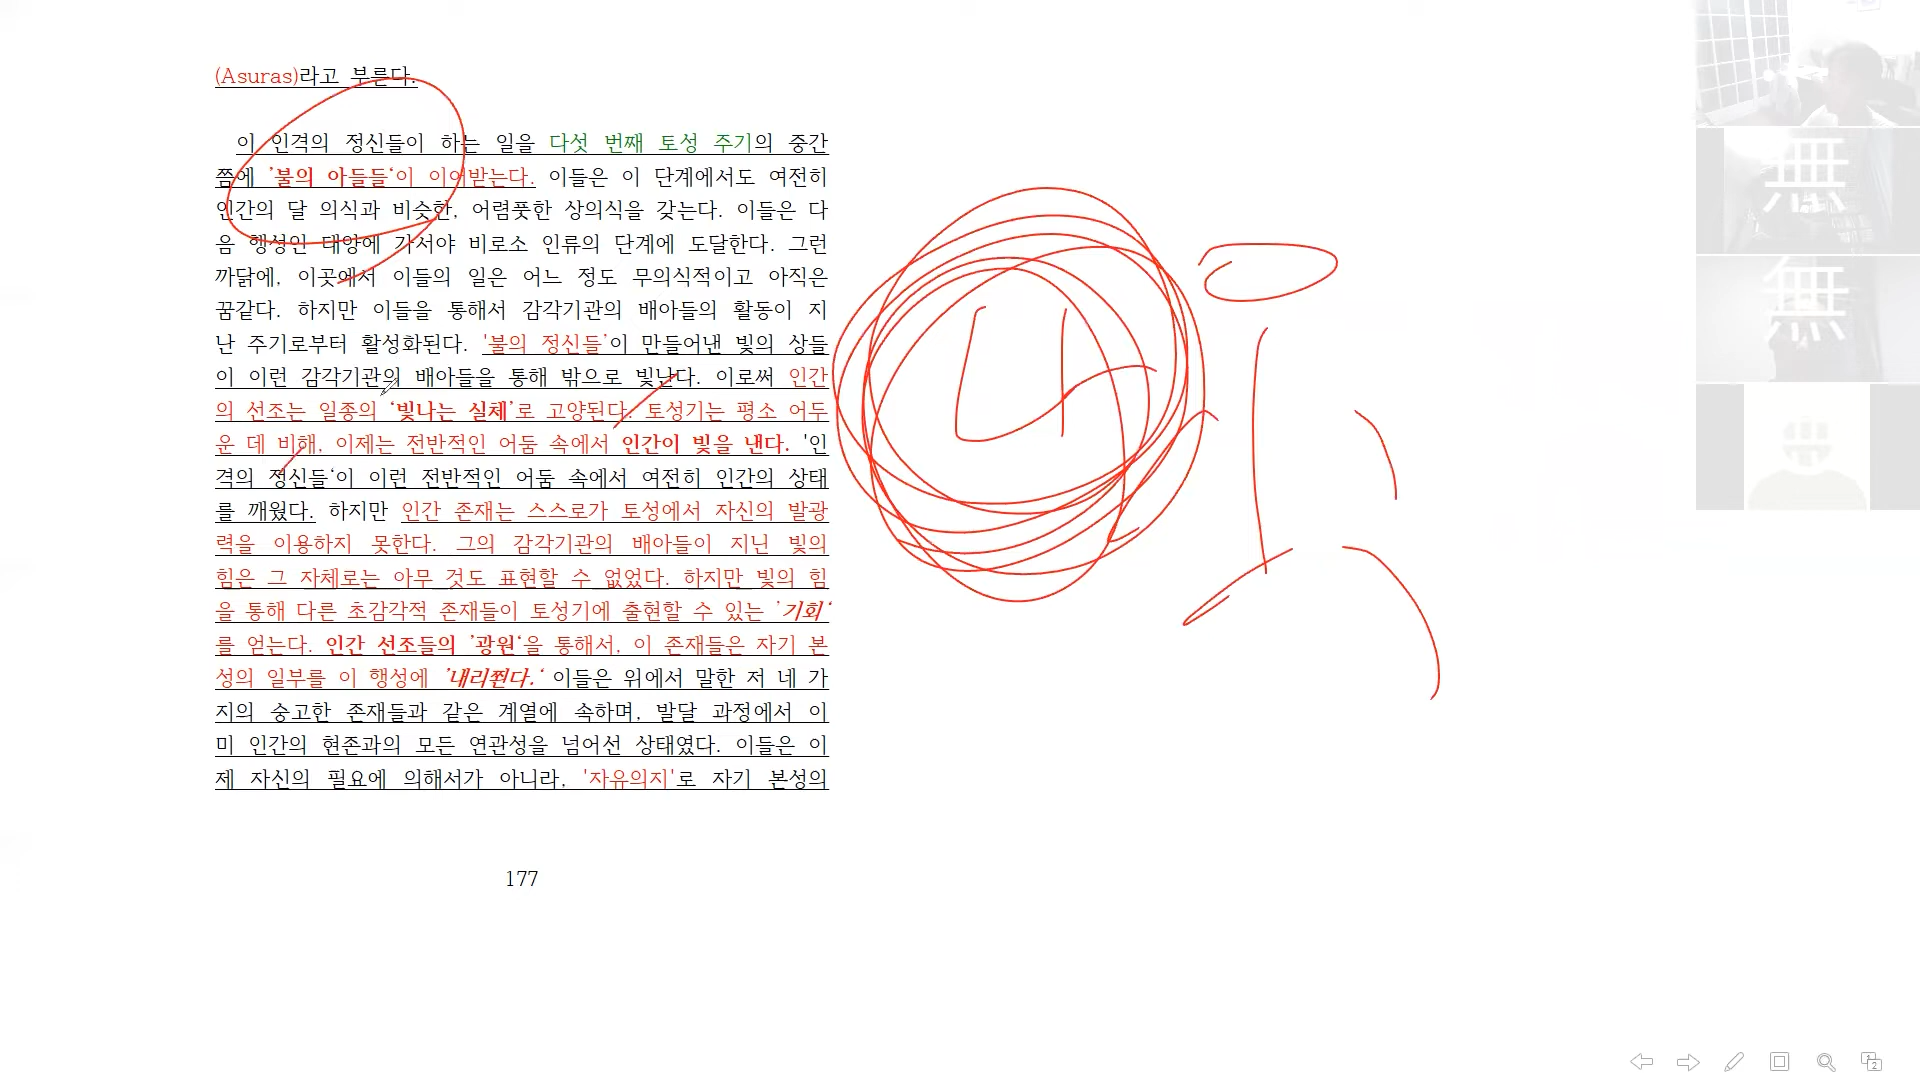 (Asuras)라고 부른다.
이 인격의 정신들이 하는 일을 다섯 번째 토성 주기의 중간
쯤에 '불의 아들들'이 이어받는다. 이들은 이 단계에서도 여전히
인간의 달 의식과 비슷한, 어렴풋한 상의식을 갖는다. 이들은 다
음 행성인 태양에 가서야 비로소 인류의 단계에 도달한다. 그런
까닭에, 이곳에서 이들의 일은 어느 정도 무의식적이고 아직은
꿈같다. 하지만 이들을 통해서 감각기관의 배아들의 활동이 지
난 주기로부터 활성화된다. '불의 정신들'이 만들어낸 빛의 상들
이 이런 감각기관의 배아들을 통해 밖으로 빛난다. 이로써 인간
의 선조는 일종의 '빛나는 실체'로 고양된다. 토성기는 평소 어두
운 데 비해, 이제는 전반적인 어둠 속에서 인간이 빛을 낸다. '인
격의 정신들'이 이런 전반적인 어둠 속에서 여전히 인간의 상태
를 깨웠다. 하지만 인간 존재는 스스로가 토성에서 자신의 발광
력을 이용하지 못한다. 그의 감각기관의 배아들이 지닌 빛의
힘은 그 자체로는 아무 것도 표현할 수 없었다. 하지만 빛의 힘
을 통해 다른 초감각적 존재들이 토성기에 출현할 수 있는 '기회'
를 얻는다. 인간 선조들의 '광원'을 통해서, 이 존재들은 자기 본
성의 일부를 이 행성에 '내리쬔다.' 이들은 위에서 말한 저 네 가
지의 숭고한 존재들과 같은 계열에 속하며, 발달 과정에서 이
미 인간의 현존과의 모든 연관성을 넘어선 상태였다. 이들은 이
제 자신의 필요에 의해서가 아니라, '자유의지'로 자기 본성의
177
나
無
無